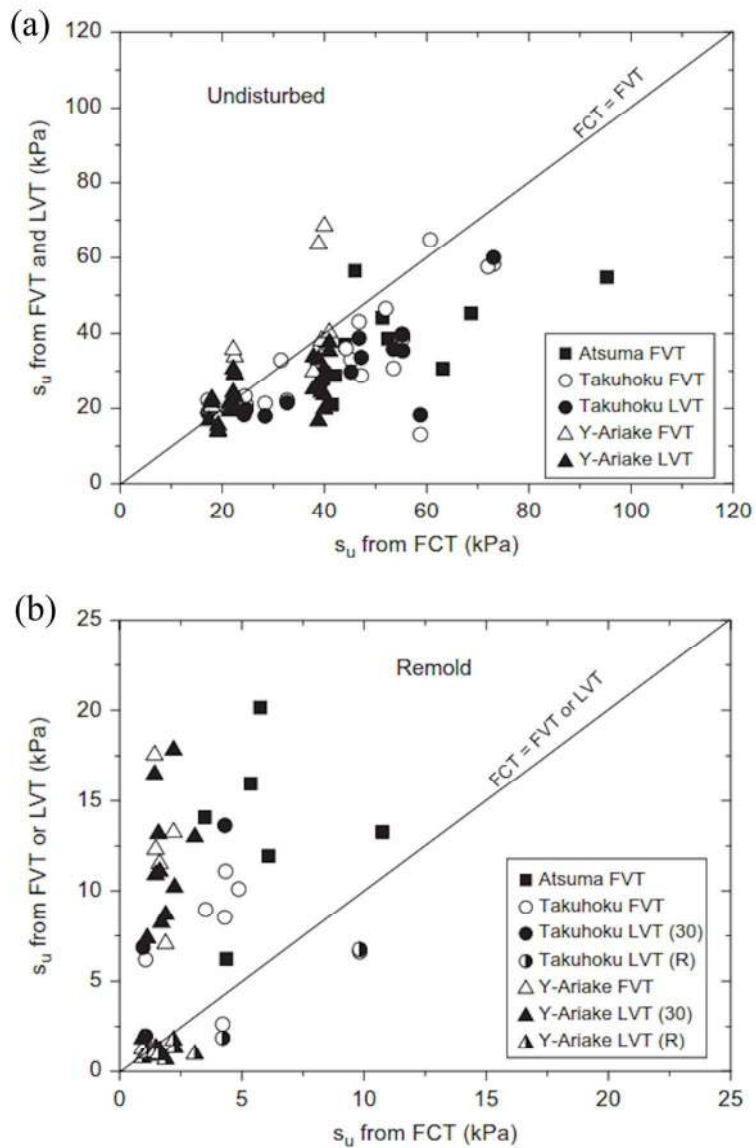 (a)
120
100
80
60
40
20
0
s_u from FVT and LVT (kPa)
Undisturbed
FCT = FVT
Atsuma FVT
Takuhoku FVT
Takuhoku LVT
Y-Ariake FVT
Y-Ariake LVT
0 20 40 60 80 100 120
s_u from FCT (kPa)
(b)
25
20
15
10
5
0
s_u from FVT or LVT (kPa)
Remold
FCT = FVT or LVT
Atsuma FVT
Takuhoku FVT
Takuhoku LVT (30)
Takuhoku LVT (R)
Y-Ariake FVT
Y-Ariake LVT (30)
Y-Ariake LVT (R)
0 5 10 15 20 25
s_u from FCT (kPa)